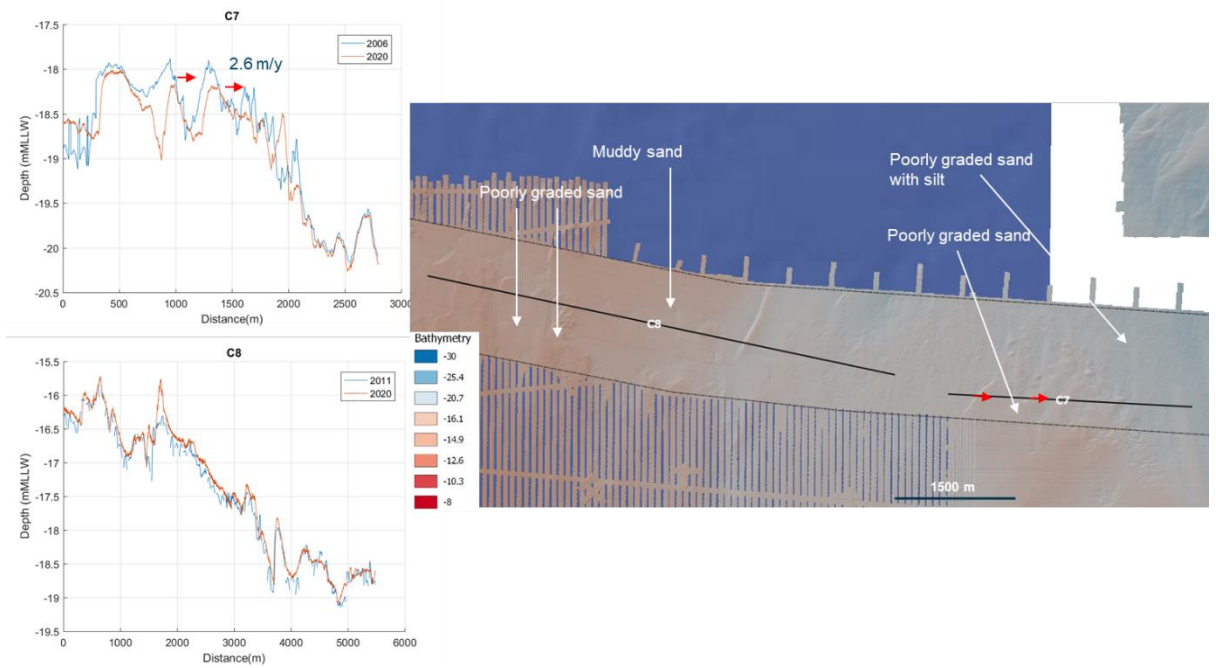 C7
2006
2020
2.6 m/y
-18
-18.5
-19
-19.5
-20
-20.5
Depth (mMLLW)
0
500
1000
1500
2000
2500
3000
Distance(m)
C8
2011
2020
-15.5
-16
-16.5
-17
-17.5
-18
-18.5
-19
-19.5
Depth (mMLLW)
0
1000
2000
3000
4000
5000
6000
Distance(m)
Bathymetry
-30
-25.4
-20.7
-16.1
-14.9
-12.6
-10.3
-8
Muddy sand
Poorly graded sand
Poorly graded sand
with silt
Poorly graded sand
C8
C7
1500 m